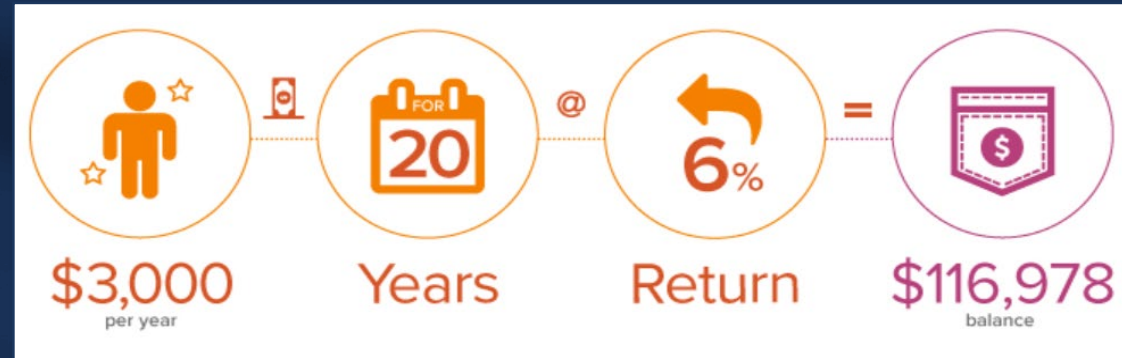 FOR
20
@
6%
=
$
$3,000
per year
Years
Return
$116,978
balance